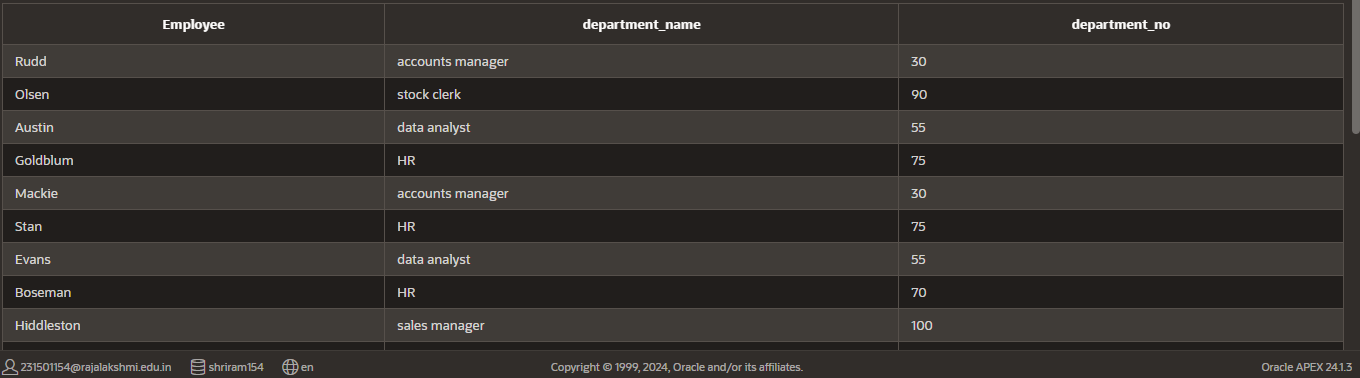 Employee department_name department_no
Rudd accounts manager 30
Olsen stock clerk 90
Austin data analyst 55
Goldblum HR 75
Mackie accounts manager 30
Stan HR 75
Evans data analyst 55
Boseman HR 70
Hiddleston sales manager 100
231501154@rajalakshmi.edu.in shriram154 en Copyright © 1999, 2024, Oracle and/or its affiliates. Oracle APEX 24.1.3